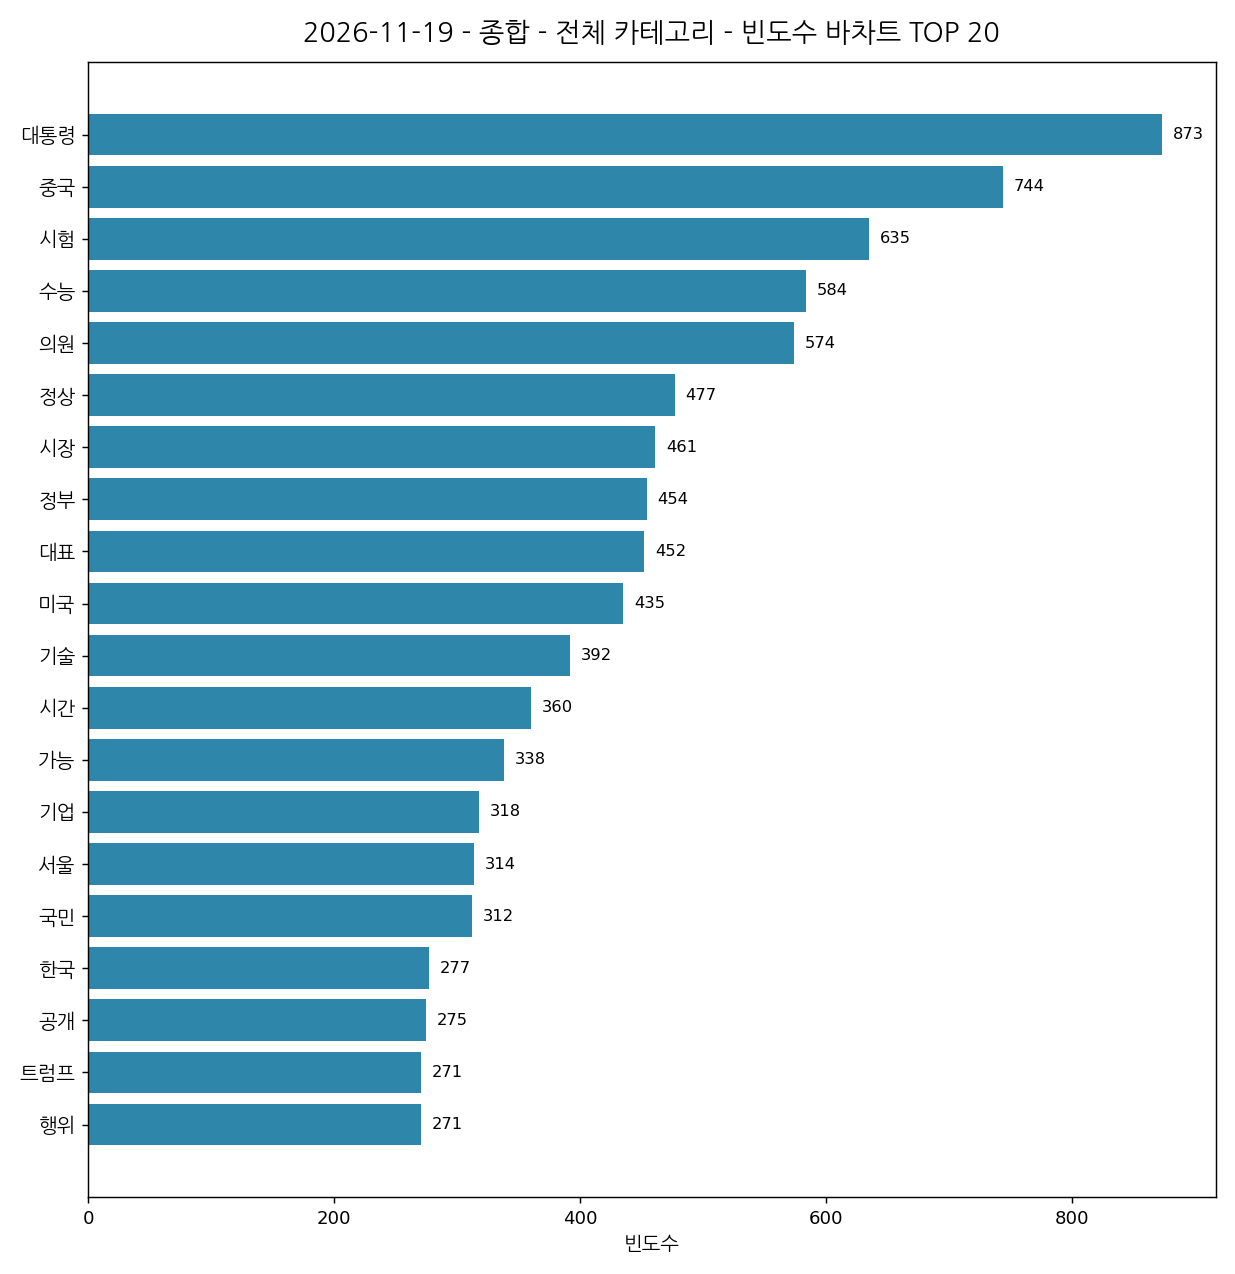 2026-11-19 - 종합 - 전체 카테고리 - 빈도수 바차트 TOP 20
대통령 873
중국 744
시험 635
수능 584
의원 574
정상 477
시장 461
정부 454
대표 452
미국 435
기술 392
시간 360
가능 338
기업 318
서울 314
국민 312
한국 277
공개 275
트럼프 271
행위 271
0 200 400 600 800
빈도수